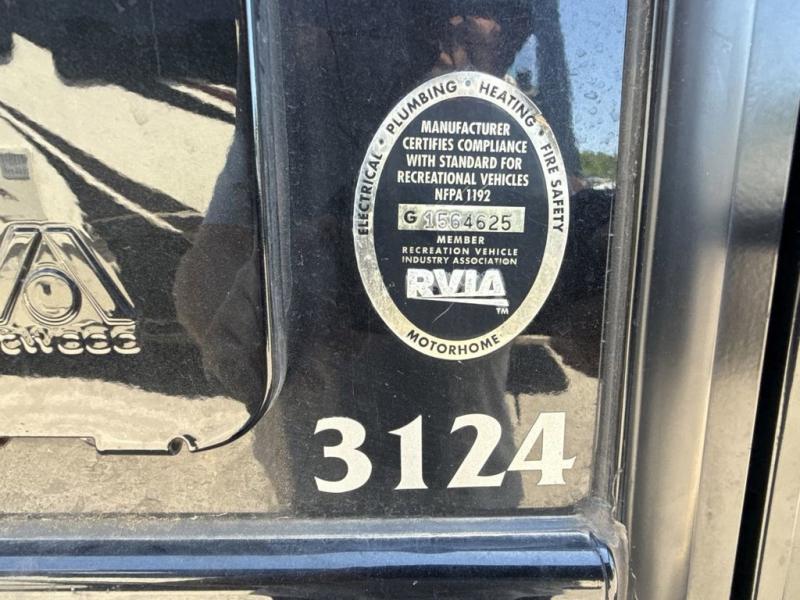 ELECTRICAL · PLUMBING · HEATING · FIRE SAFETY
MANUFACTURER
CERTIFIES COMPLIANCE
WITH STANDARD FOR
RECREATIONAL VEHICLES
NFPA 1192
G 1564625
MEMBER
RECREATION VEHICLE
INDUSTRY ASSOCIATION
RVIA
TM
MOTORHOME
3124